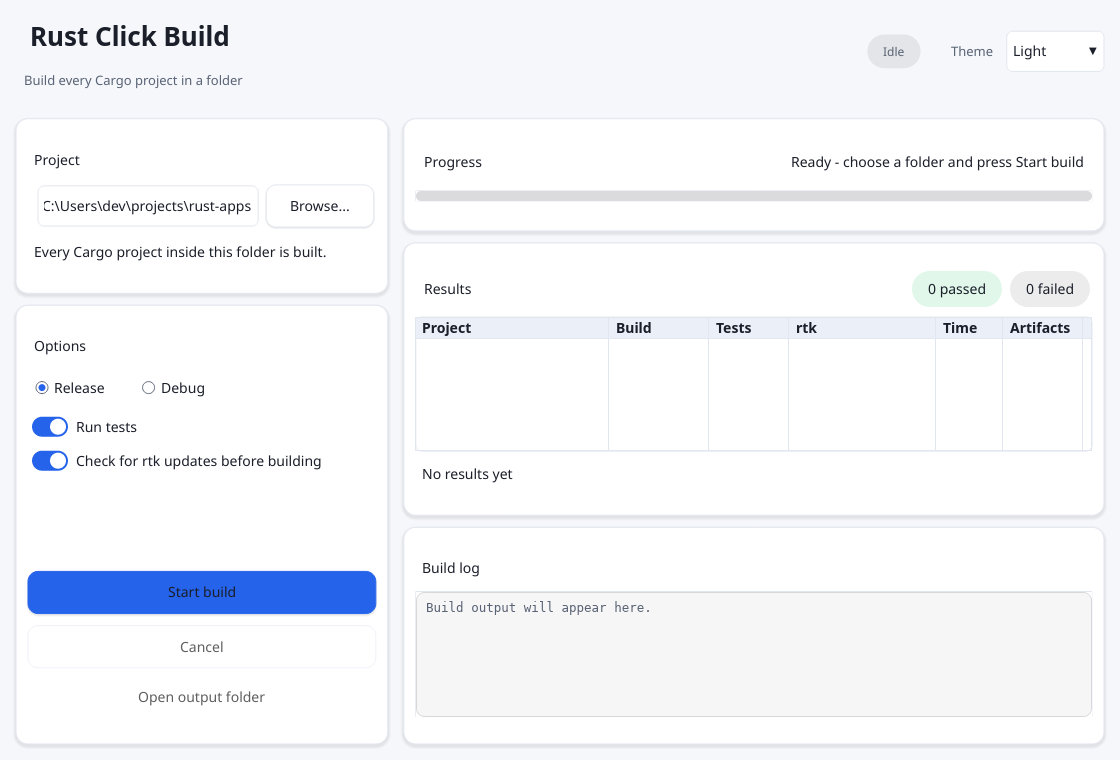 Rust Click Build
Build every Cargo project in a folder
Idle
Theme
Light
Project
C:\Users\dev\projects\rust-apps
Browse...
Every Cargo project inside this folder is built.
Options
Release
Debug
Run tests
Check for rtk updates before building
Start build
Cancel
Open output folder
Progress
Ready - choose a folder and press Start build
Results
0 passed
0 failed
Project Build Tests rtk Time Artifacts
No results yet
Build log
Build output will appear here.